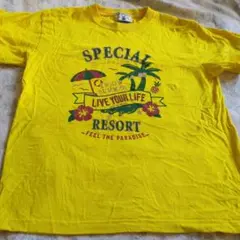 SPECIAL
LIVE YOUR LIFE
RESORT
FEEL THE PARADISE